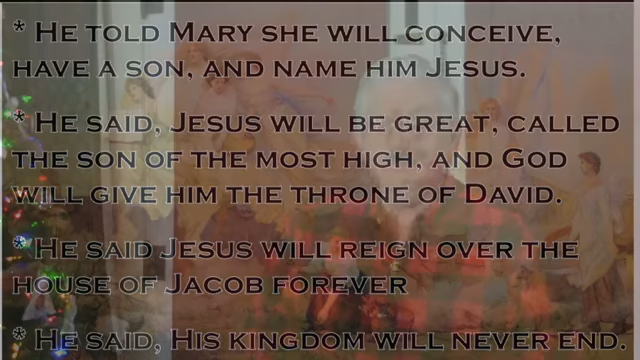 * He told Mary she will conceive,
have a son, and name him Jesus.
* He said, Jesus will be great, called
the son of the most high, and God
will give him the throne of David.
* He said Jesus will reign over the
house of Jacob forever
* He said, His kingdom will never end.